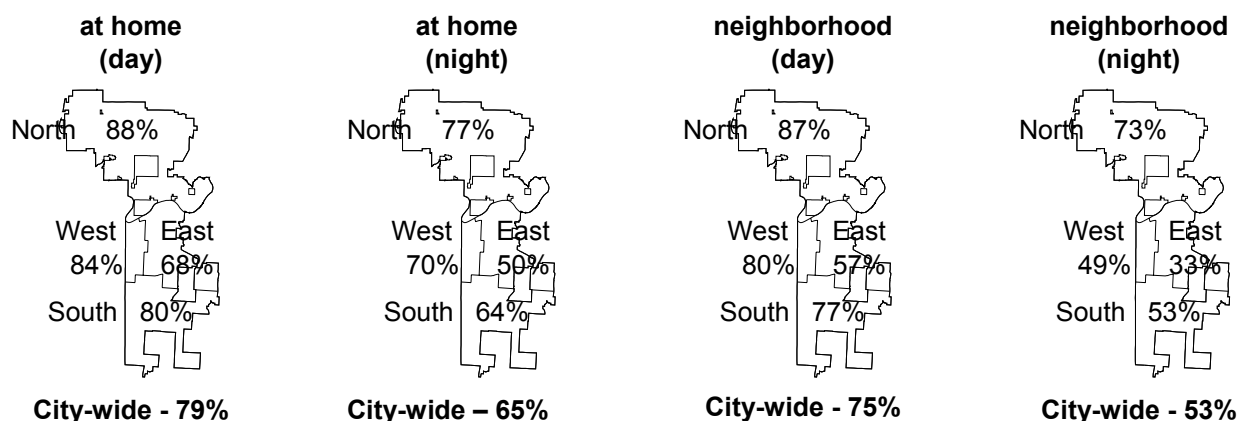 at home
(day)
North 88%
West East
84% 68%
South 80%
City-wide - 79%
at home
(night)
North 77%
West East
70% 50%
South 64%
City-wide – 65%
neighborhood
(day)
North 87%
West East
80% 57%
South 77%
City-wide - 75%
neighborhood
(night)
North 73%
West East
49% 33%
South 53%
City-wide - 53%